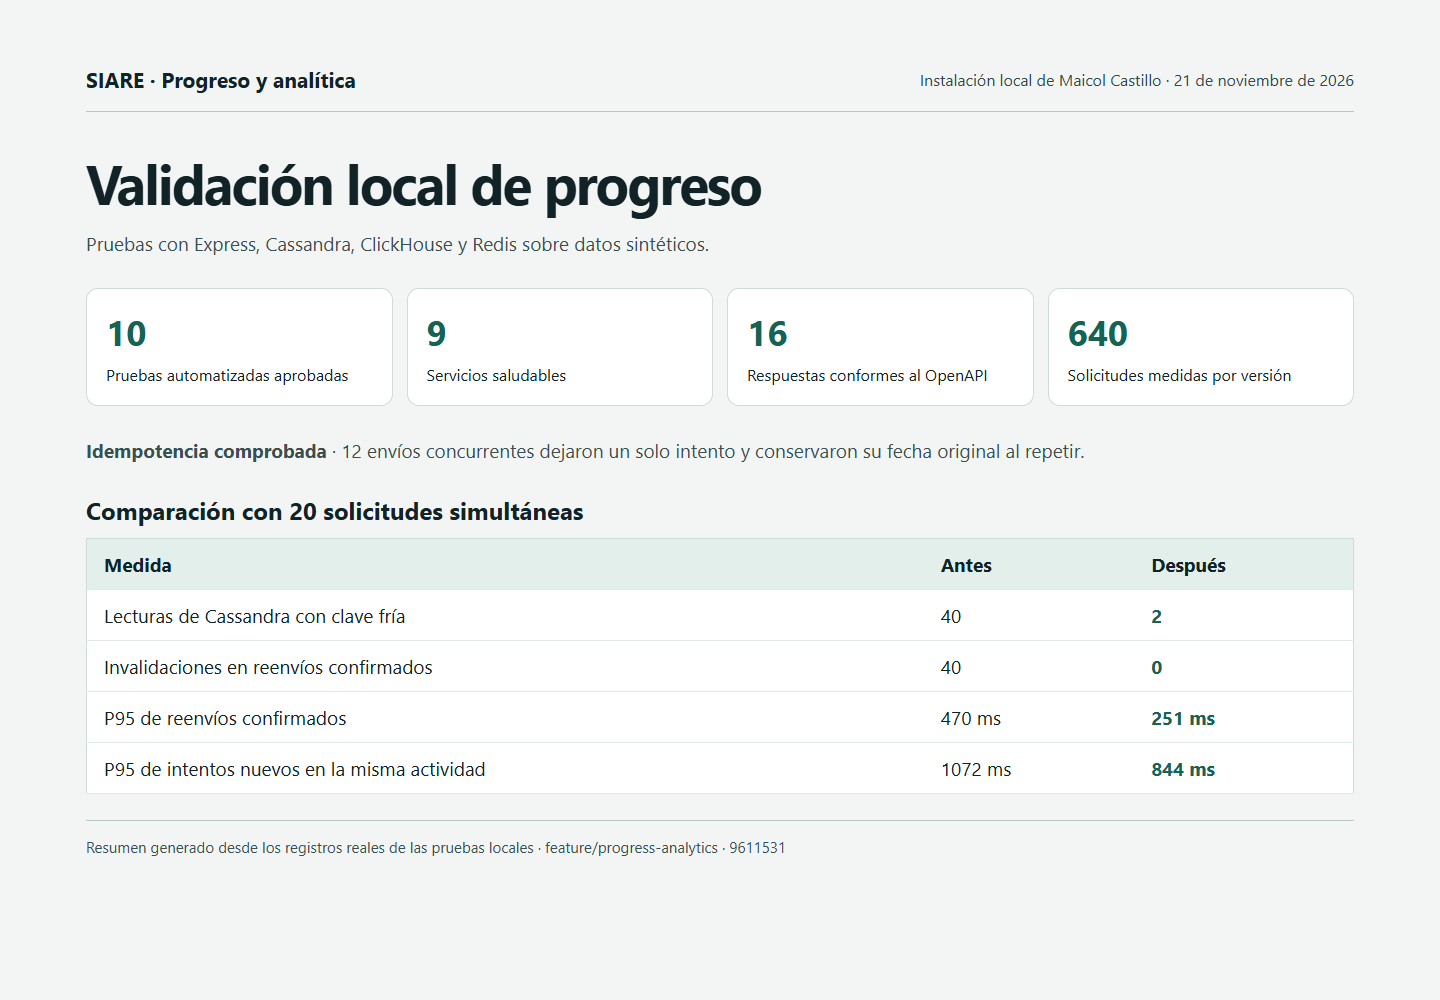 SIARE · Progreso y analítica
Instalación local de Maicol Castillo · 21 de noviembre de 2026
Validación local de progreso
Pruebas con Express, Cassandra, ClickHouse y Redis sobre datos sintéticos.
10
Pruebas automatizadas aprobadas
9
Servicios saludables
16
Respuestas conformes al OpenAPI
640
Solicitudes medidas por versión
Idempotencia comprobada · 12 envíos concurrentes dejaron un solo intento y conservaron su fecha original al repetir.
Comparación con 20 solicitudes simultáneas
Medida Antes Después
Lecturas de Cassandra con clave fría 40 2
Invalidaciones en reenvíos confirmados 40 0
P95 de reenvíos confirmados 470 ms 251 ms
P95 de intentos nuevos en la misma actividad 1072 ms 844 ms
Resumen generado desde los registros reales de las pruebas locales · feature/progress-analytics · 9611531